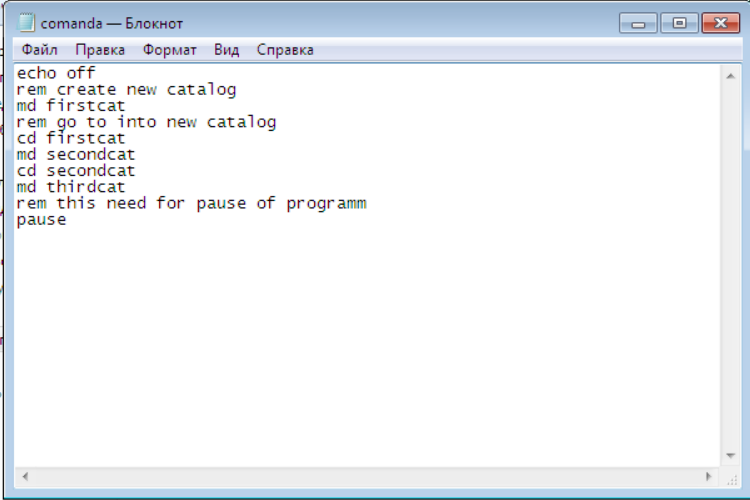 comanda — Блокнот
Файл Правка Формат Вид Справка
echo off
rem create new catalog
md firstcat
rem go to into new catalog
cd firstcat
md secondcat
cd secondcat
md thirdcat
rem this need for pause of programm
pause